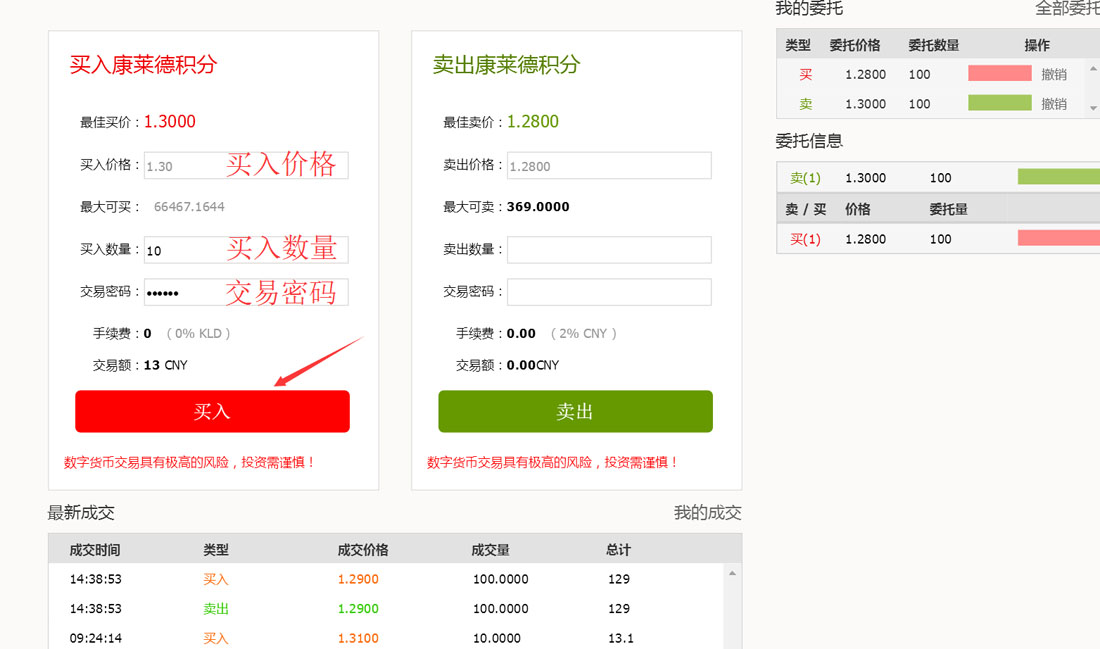 买入康莱德积分
最佳买价：1.3000
买入价格：1.30 买入价格
最大可买： 66467.1644
买入数量：10 买入数量
交易密码：•••••• 交易密码
手续费：0 （ 0% KLD ）
交易额：13 CNY
买入
数字货币交易具有极高的风险，投资需谨慎！
卖出康莱德积分
最佳卖价：1.2800
卖出价格：1.2800
最大可卖：369.0000
卖出数量：
交易密码：
手续费：0.00 （ 2% CNY ）
交易额：0.00CNY
卖出
数字货币交易具有极高的风险，投资需谨慎！
我的委托 全部委托
类型 委托价格 委托数量 操作
买 1.2800 100 撤销
卖 1.3000 100 撤销
委托信息
卖(1) 1.3000 100
卖 / 买 价格 委托量
买(1) 1.2800 100
最新成交 我的成交
成交时间 类型 成交价格 成交量 总计
14:38:53 买入 1.2900 100.0000 129
14:38:53 卖出 1.2900 100.0000 129
09:24:14 买入 1.3100 10.0000 13.1